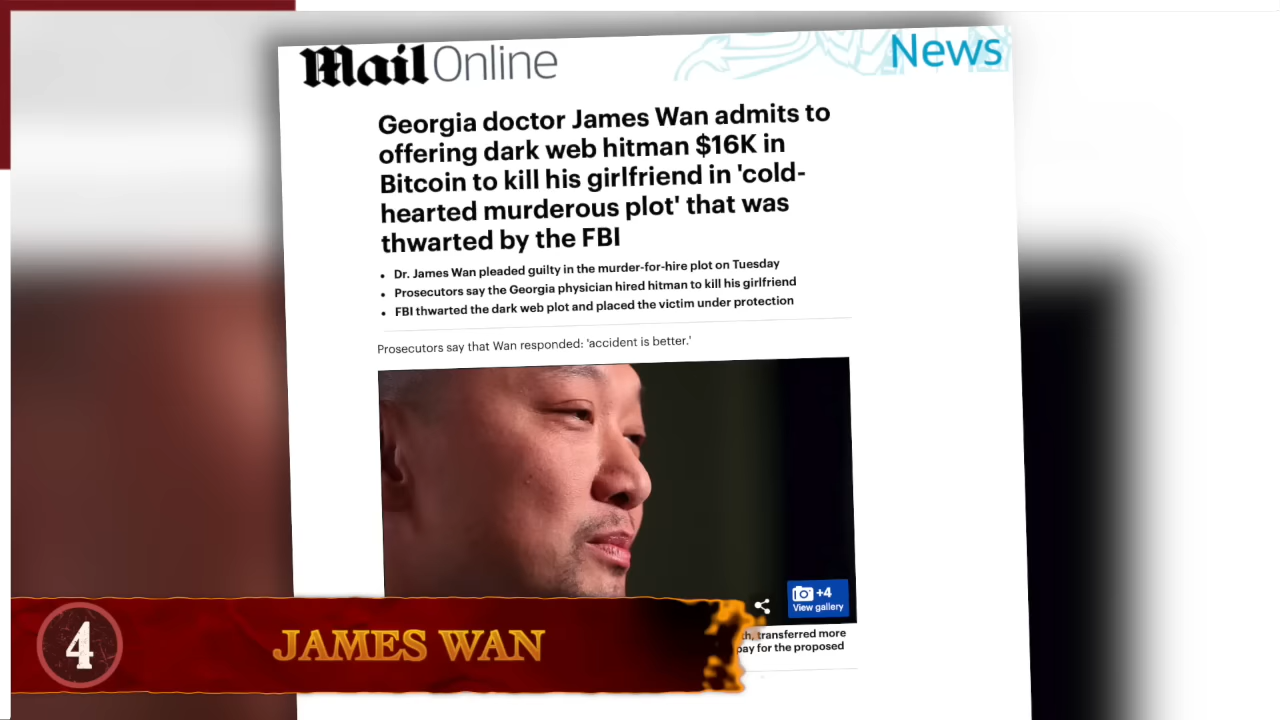 Mail Online
News
Georgia doctor James Wan admits to
offering dark web hitman $16K in
Bitcoin to kill his girlfriend in 'cold-
hearted murderous plot' that was
thwarted by the FBI
• Dr. James Wan pleaded guilty in the murder-for-hire plot on Tuesday
• Prosecutors say the Georgia physician hired hitman to kill his girlfriend
• FBI thwarted the dark web plot and placed the victim under protection
Prosecutors say that Wan responded: 'accident is better.'
+4
View gallery
transferred more
for the proposed
4
JAMES WAN